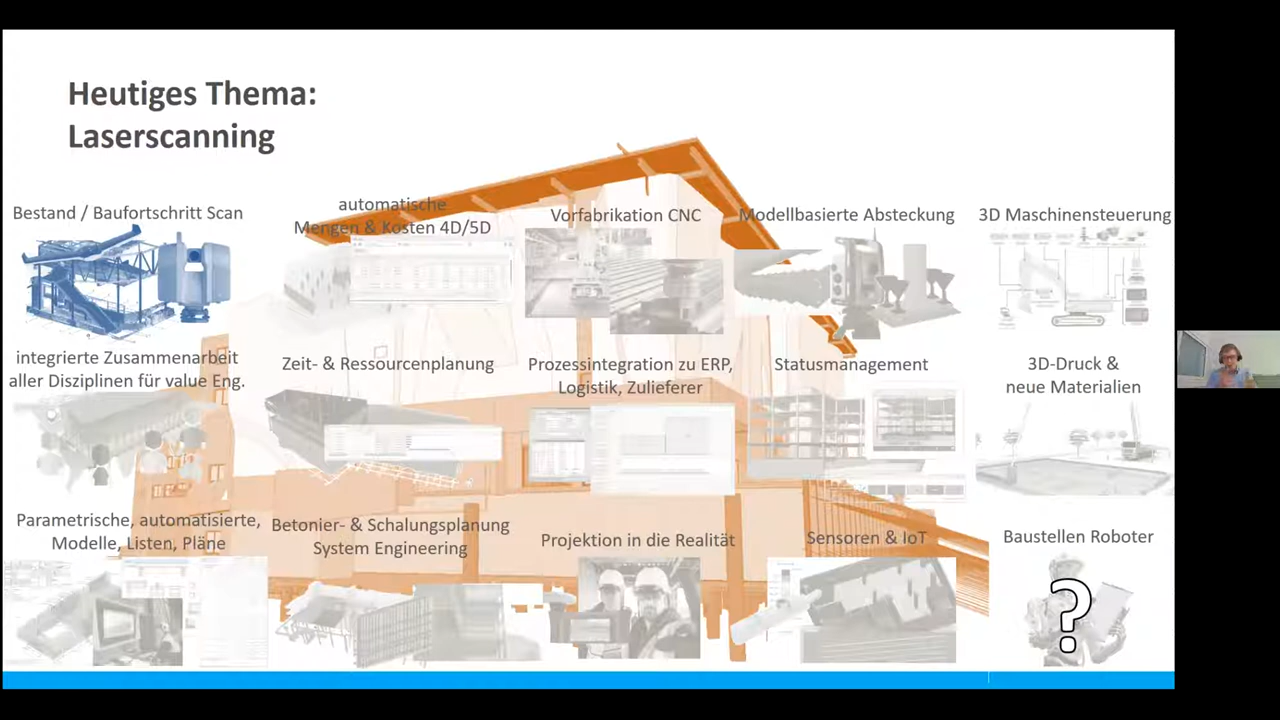 Heutiges Thema:
Laserscanning
Bestand / Baufortschritt Scan
automatische
Mengen & Kosten 4D/5D
Vorfabrikation CNC
Modellbasierte Absteckung
3D Maschinensteuerung
integrierte Zusammenarbeit
aller Disziplinen für value Eng.
Zeit- & Ressourcenplanung
Prozessintegration zu ERP,
Logistik, Zulieferer
Statusmanagement
3D-Druck &
neue Materialien
Parametrische, automatisierte,
Modelle, Listen, Pläne
Betonier- & Schalungsplanung
System Engineering
Projektion in die Realität
Sensoren & IoT
Baustellen Roboter
?